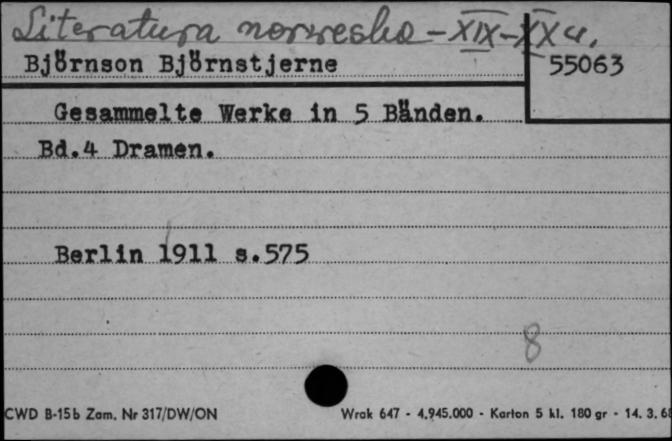 Literatura norweska - XIX-XX w.
Björnson Björnstjerne
55063
Gesammelte Werke in 5 Bänden.
Bd.4 Dramen.
Berlin 1911 s.575
8
CWD B-15b Zam. Nr 317/DW/ON
Wrak 647 - 4.945.000 - Karton 5 kl. 180 gr - 14. 3. 6